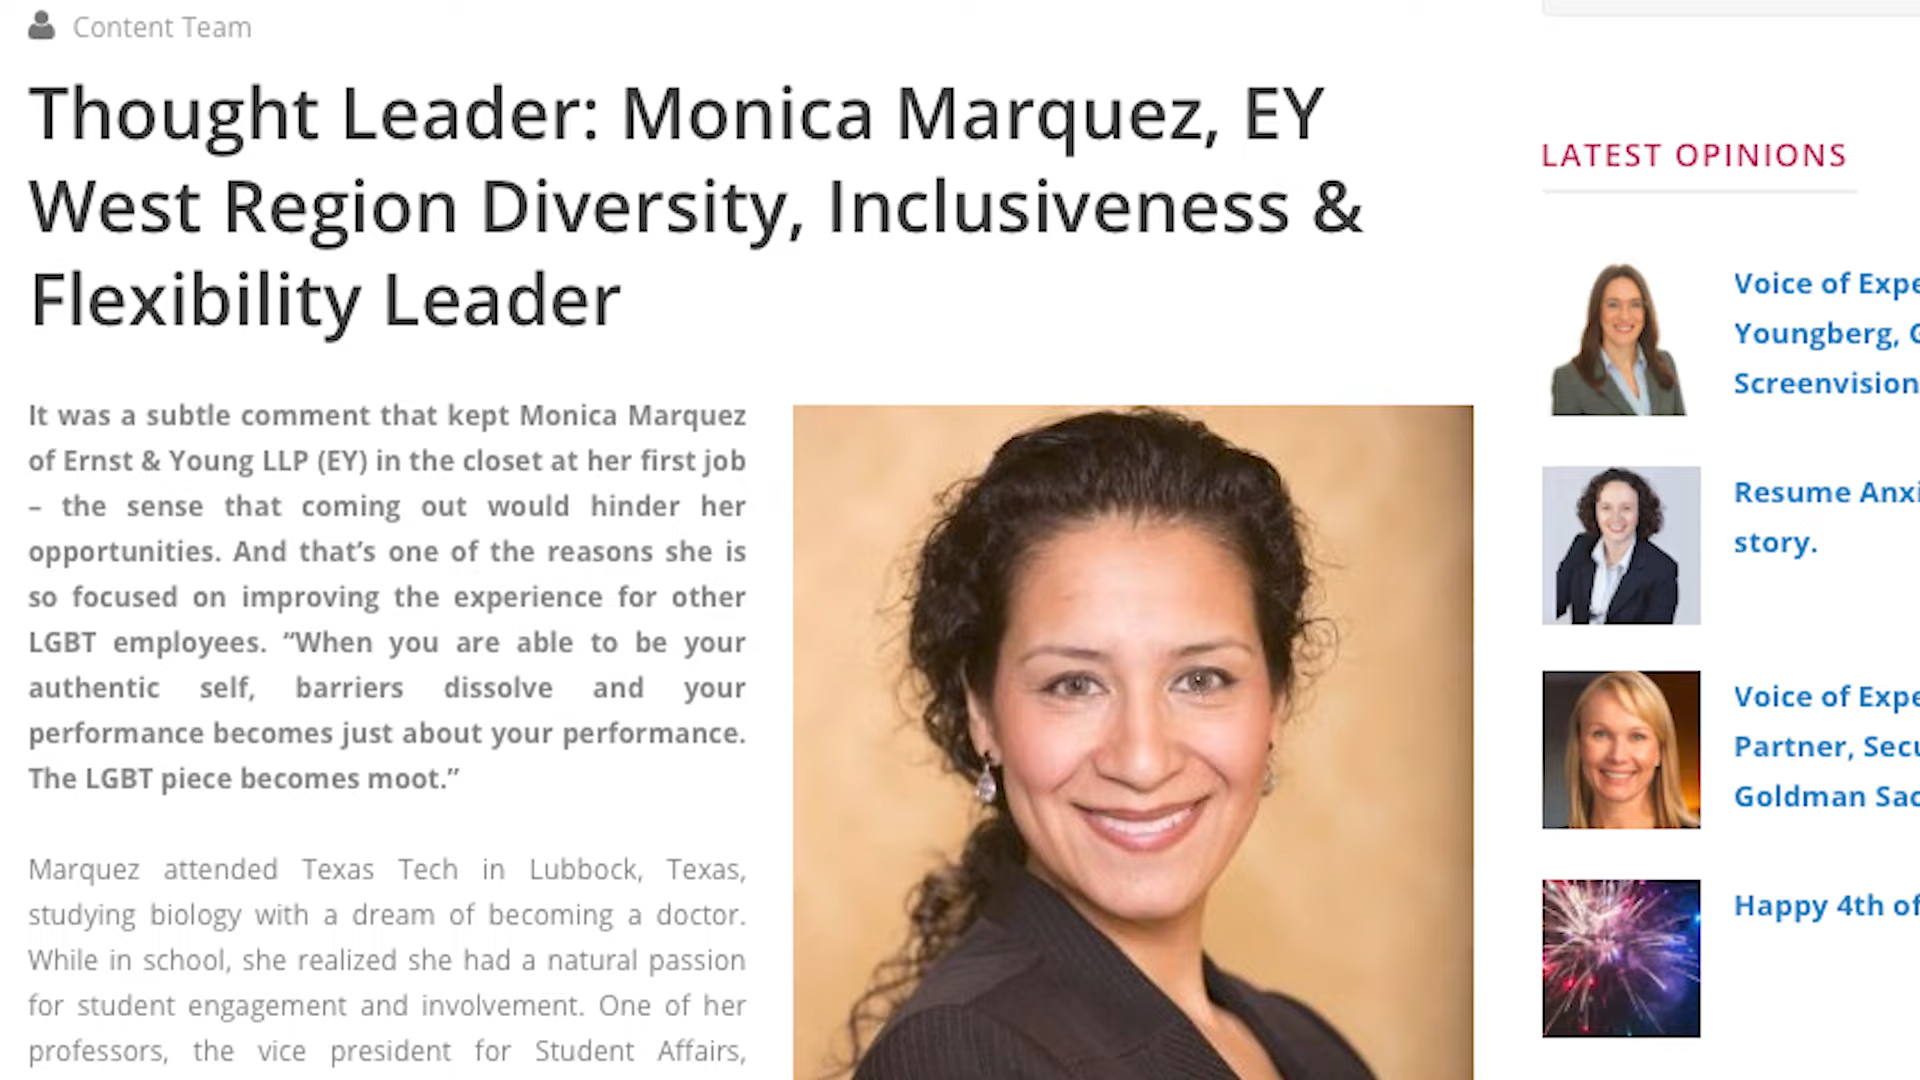 Content Team
Thought Leader: Monica Marquez, EY
West Region Diversity, Inclusiveness &
Flexibility Leader
It was a subtle comment that kept Monica Marquez
of Ernst & Young LLP (EY) in the closet at her first job
– the sense that coming out would hinder her
opportunities. And that’s one of the reasons she is
so focused on improving the experience for other
LGBT employees. “When you are able to be your
authentic self, barriers dissolve and your
performance becomes just about your performance.
The LGBT piece becomes moot.”
Marquez attended Texas Tech in Lubbock, Texas,
studying biology with a dream of becoming a doctor.
While in school, she realized she had a natural passion
for student engagement and involvement. One of her
professors, the vice president for Student Affairs,
LATEST OPINIONS
Voice of Expe
Youngberg,
Screenvision
Resume Anxi
story.
Voice of Expe
Partner, Secu
Goldman Sac
Happy 4th of